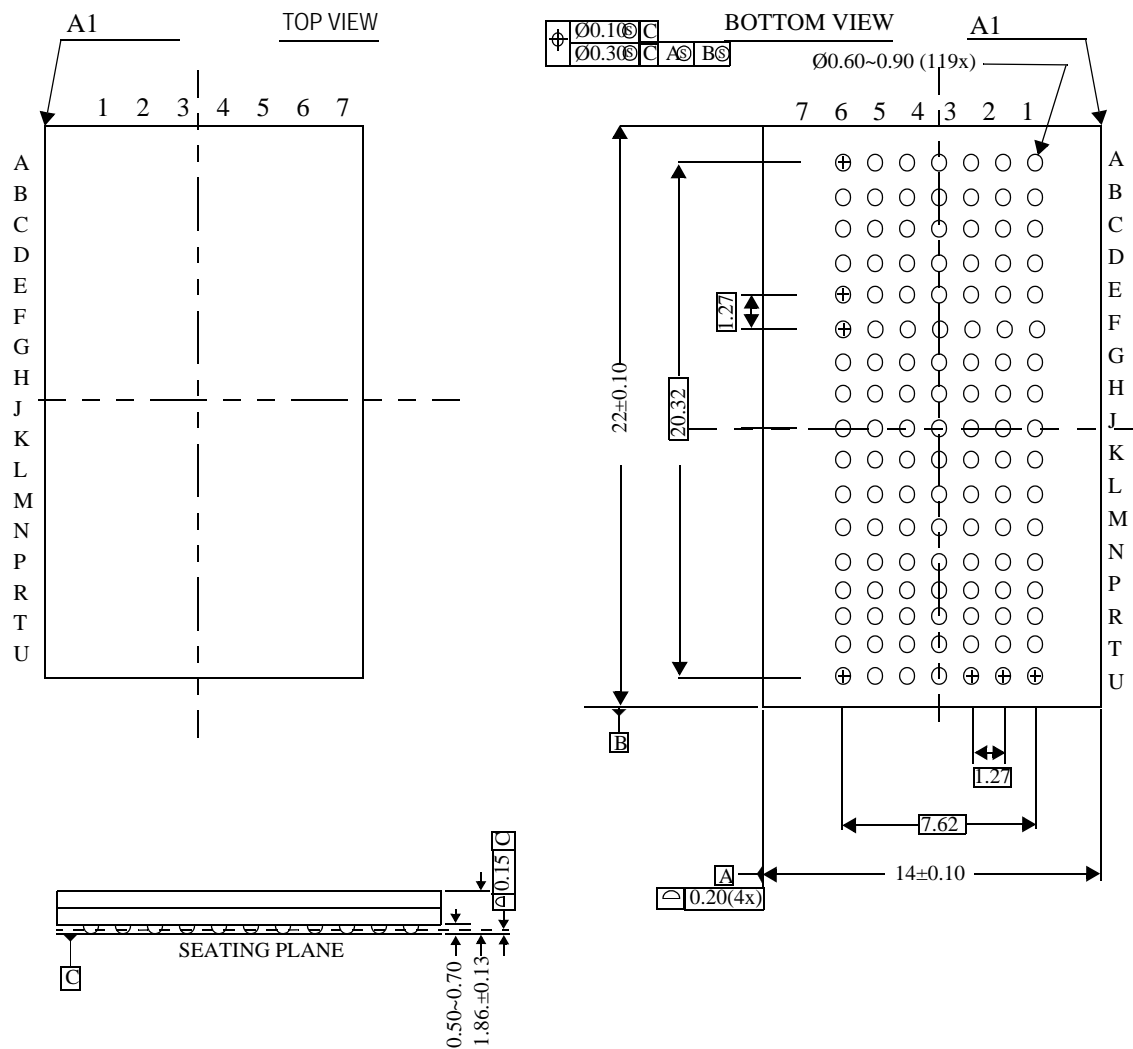 A1
TOP VIEW
1 2 3 4 5 6 7
A
B
C
D
E
F
G
H
J
K
L
M
N
P
R
T
U
Ø0.10Ⓢ C
Ø0.30Ⓢ C AⓈ BⓈ
BOTTOM VIEW
A1
Ø0.60~0.90 (119x)
7 6 5 4 3 2 1
A
B
C
D
E
F
G
H
J
K
L
M
N
P
R
T
U
1.27
22±0.10
20.32
B
1.27
7.62
A
14±0.10
0.20(4x)
0.15 C
SEATING PLANE
C
0.50~0.70
1.86.±0.13